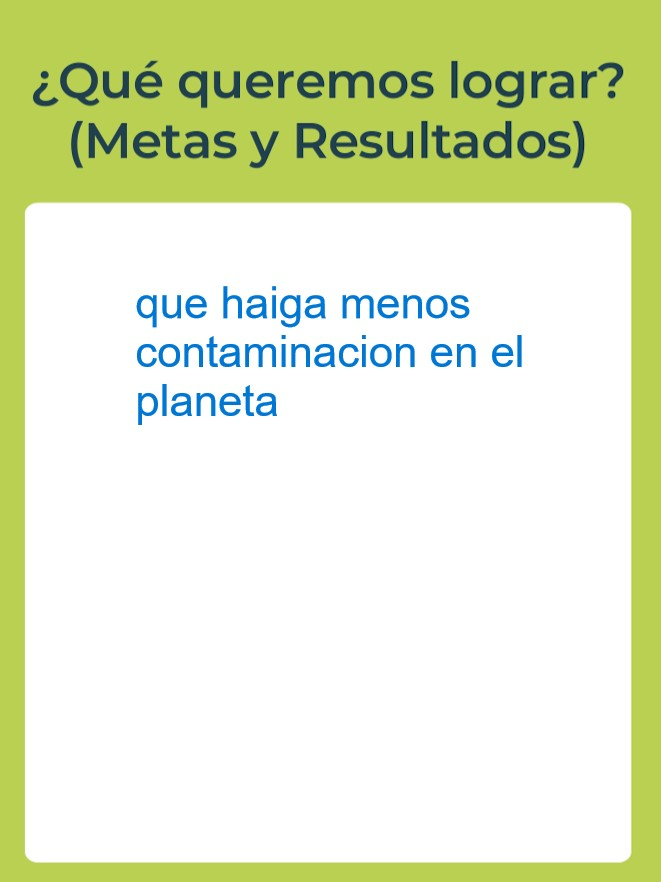 ¿Qué queremos lograr?
(Metas y Resultados)
que haiga menos
contaminacion en el
planeta